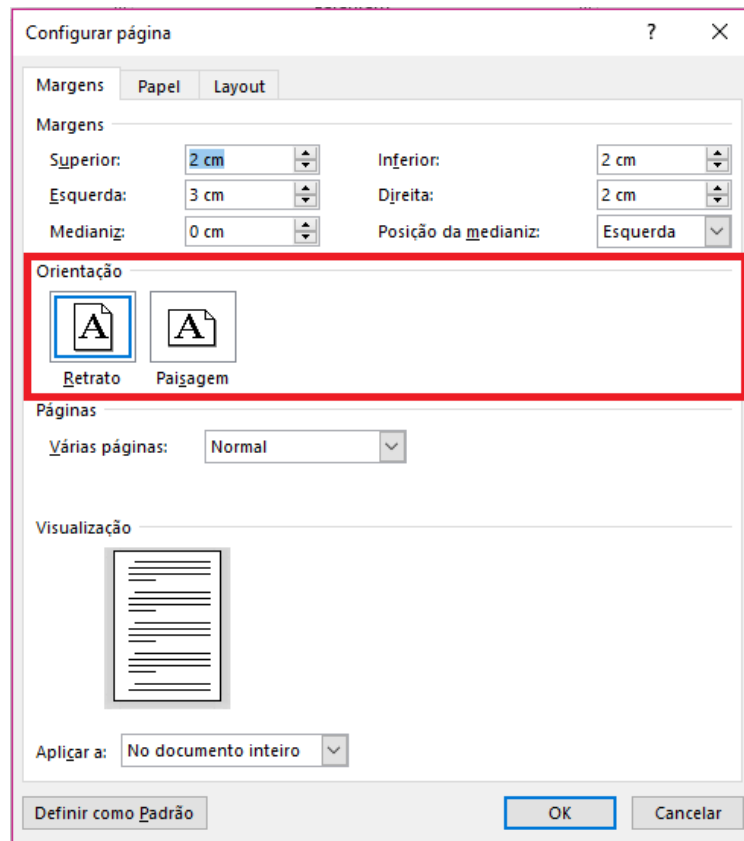 Configurar página ? X
Margens Papel Layout
Margens
Superior: 2 cm Inferior: 2 cm
Esquerda: 3 cm Direita: 2 cm
Medianiz: 0 cm Posição da medianiz: Esquerda
Orientação
A A
Retrato Paisagem
Páginas
Várias páginas: Normal
Visualização
Aplicar a: No documento inteiro
Definir como Padrão OK Cancelar